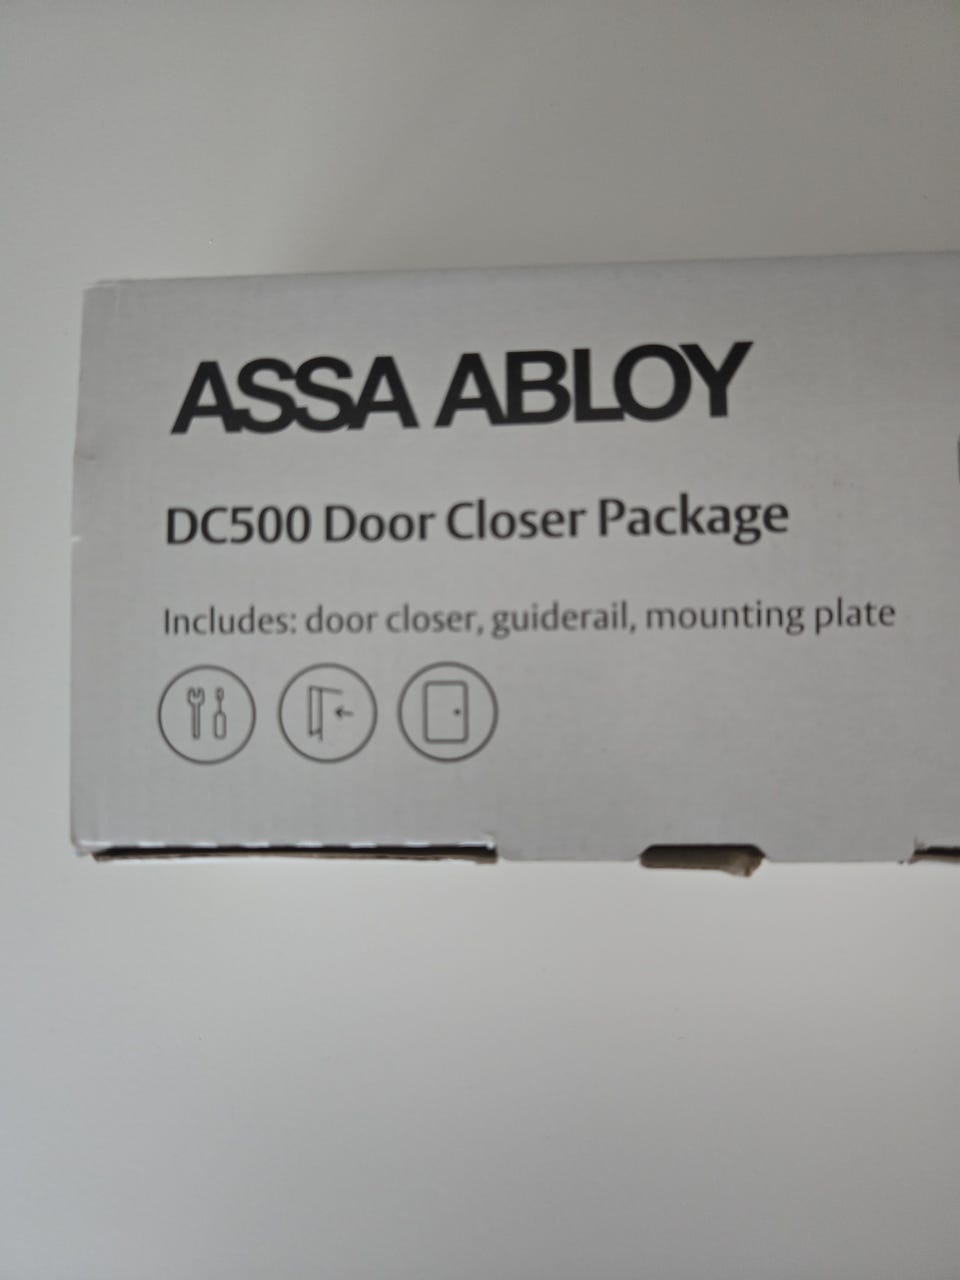 ASSA ABLOY
DC500 Door Closer Package
Includes: door closer, guiderail, mounting plate